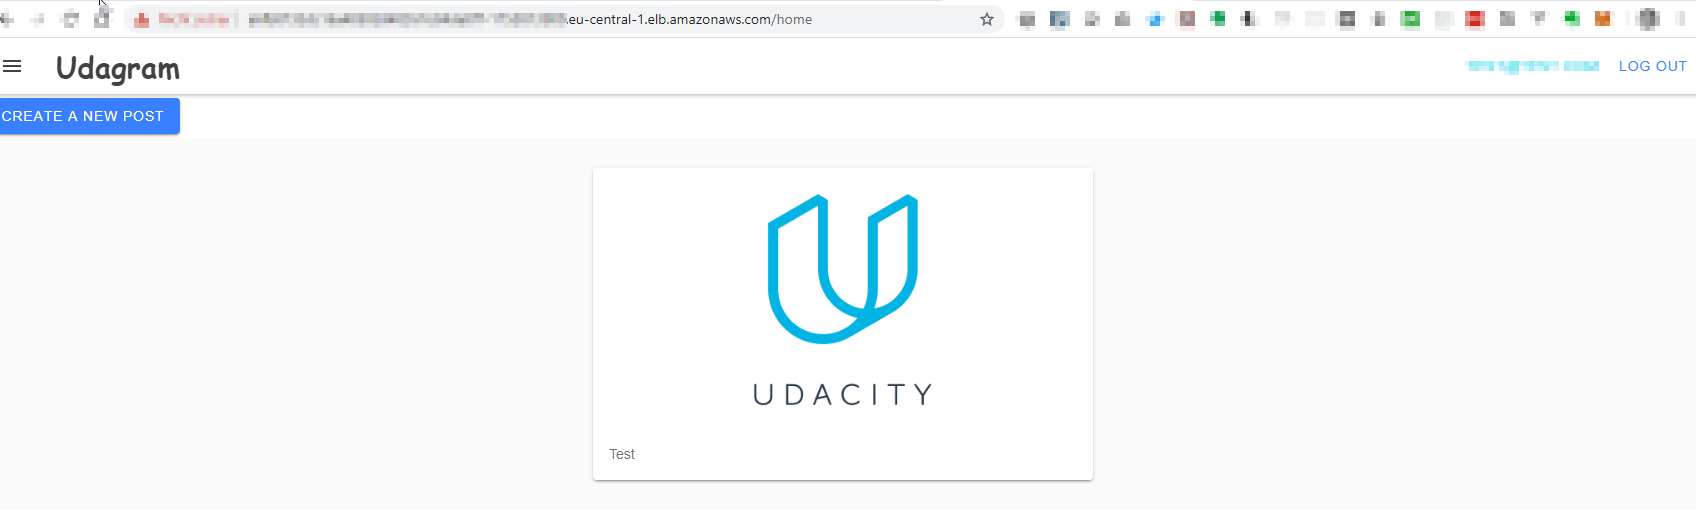 .eu-central-1.elb.amazonaws.com/home
Udagram
LOG OUT
CREATE A NEW POST
UDACITY
Test